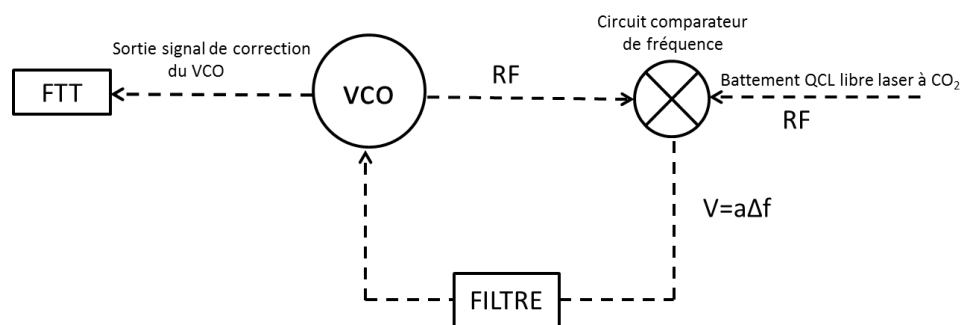 Circuit comparateur
de fréquence
Sortie signal de correction
du VCO
FTT
VCO
RF
Battement QCL libre laser à CO₂
RF
V=aΔf
FILTRE